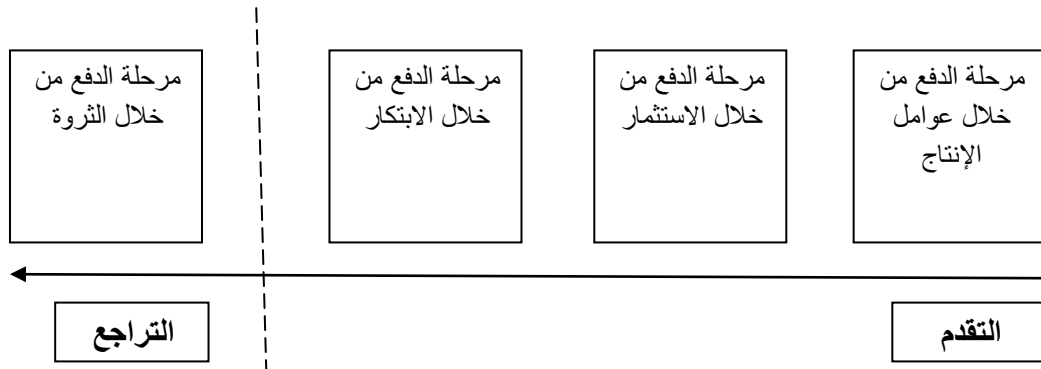 مرحلة الدفع من
خلال عوامل
الإنتاج
مرحلة الدفع من
خلال الاستثمار
مرحلة الدفع من
خلال الابتكار
مرحلة الدفع من
خلال الثروة
التقدم
التراجع